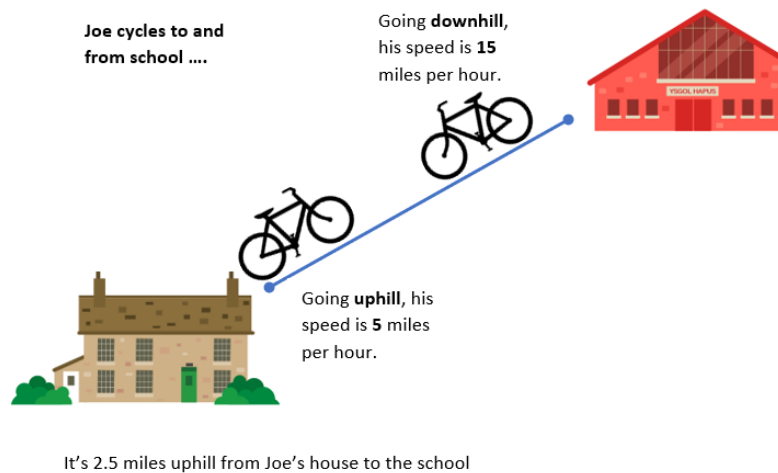 Joe cycles to and
from school ....
Going downhill,
his speed is 15
miles per hour.
YSGOL HAPUS
Going uphill, his
speed is 5 miles
per hour.
It's 2.5 miles uphill from Joe's house to the school